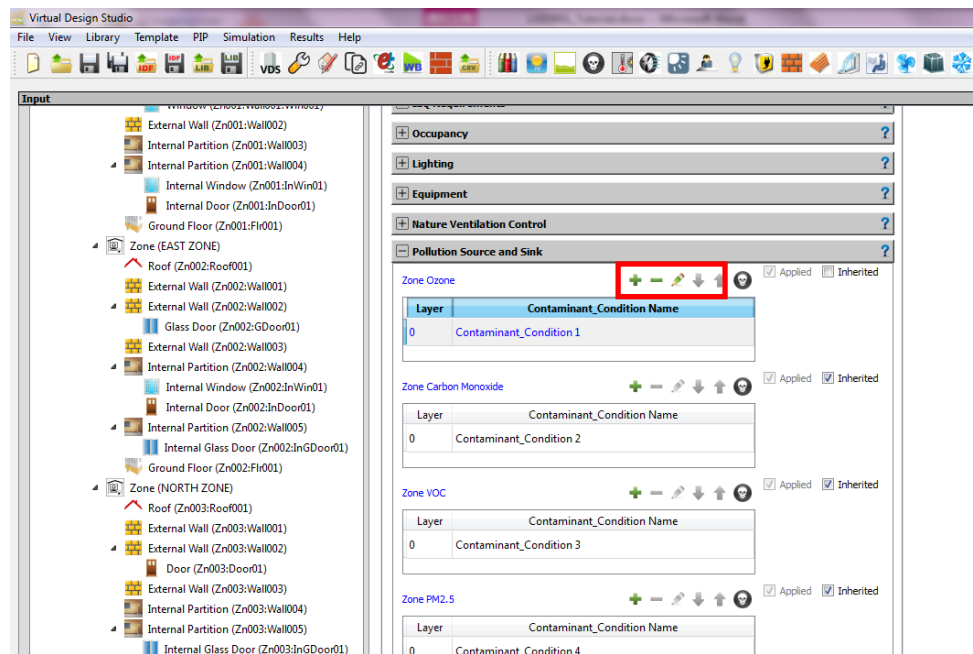 Virtual Design Studio
File View Library Template PIP Simulation Results Help
IDF IDF LIB LIB VDS WB CSV
Input
External Wall (Zn001:Wall002)
Internal Partition (Zn001:Wall003)
Internal Partition (Zn001:Wall004)
Internal Window (Zn001:InWin01)
Internal Door (Zn001:InDoor01)
Ground Floor (Zn001:Flr001)
Zone (EAST ZONE)
Roof (Zn002:Roof001)
External Wall (Zn002:Wall001)
External Wall (Zn002:Wall002)
Glass Door (Zn002:GDoor01)
External Wall (Zn002:Wall003)
Internal Partition (Zn002:Wall004)
Internal Window (Zn002:InWin01)
Internal Door (Zn002:InDoor01)
Internal Partition (Zn002:Wall005)
Internal Glass Door (Zn002:InGDoor01)
Ground Floor (Zn002:Flr001)
Zone (NORTH ZONE)
Roof (Zn003:Roof001)
External Wall (Zn003:Wall001)
External Wall (Zn003:Wall002)
Door (Zn003:Door01)
External Wall (Zn003:Wall003)
Internal Partition (Zn003:Wall004)
Internal Partition (Zn003:Wall005)
Internal Glass Door (Zn003:InGDoor01)
Occupancy ?
Lighting ?
Equipment ?
Nature Ventilation Control ?
Pollution Source and Sink ?
Zone Ozone Applied Inherited
Layer Contaminant_Condition Name
0 Contaminant_Condition 1
Zone Carbon Monoxide Applied Inherited
Layer Contaminant_Condition Name
0 Contaminant_Condition 2
Zone VOC Applied Inherited
Layer Contaminant_Condition Name
0 Contaminant_Condition 3
Zone PM2.5 Applied Inherited
Layer Contaminant_Condition Name
0 Contaminant_Condition 4